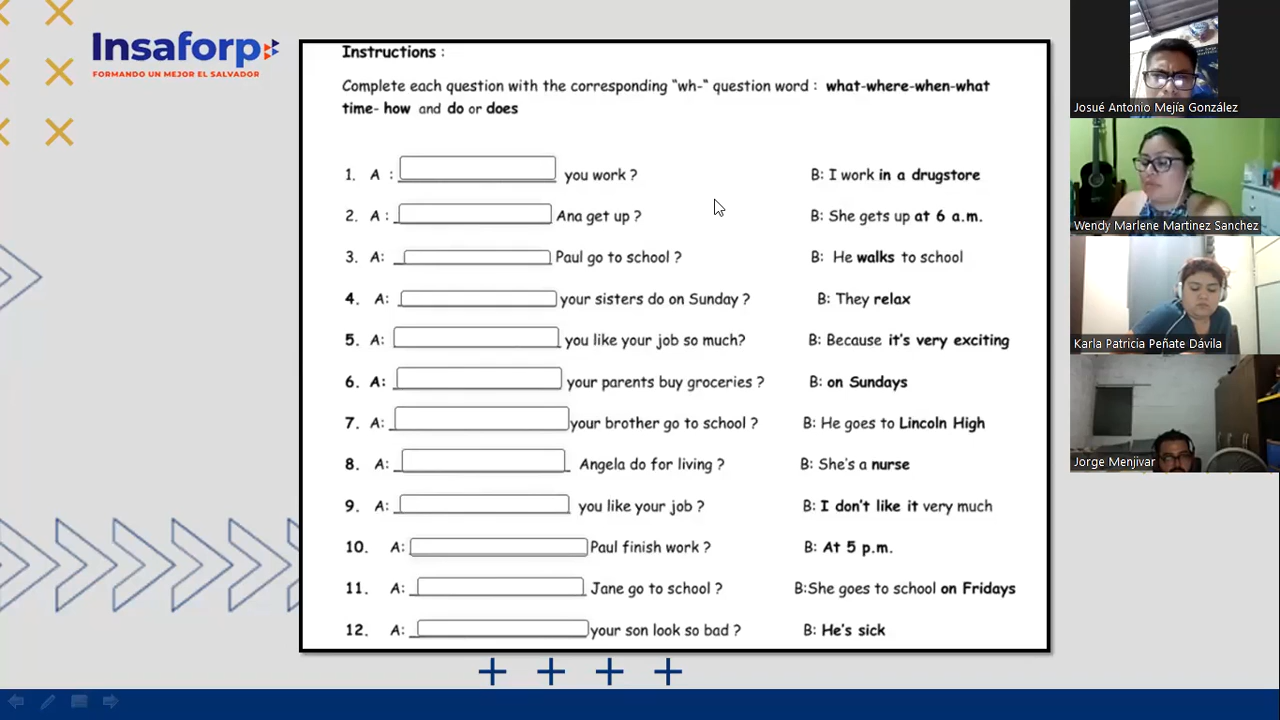 Insaforp
FORMANDO UN MEJOR EL SALVADOR
Instructions :
Complete each question with the corresponding "wh-" question word : what-where-when-what
time- how and do or does
1. A : you work ? B: I work in a drugstore
2. A : Ana get up ? B: She gets up at 6 a.m.
3. A: Paul go to school ? B: He walks to school
4. A: your sisters do on Sunday ? B: They relax
5. A: you like your job so much? B: Because it's very exciting
6. A: your parents buy groceries ? B: on Sundays
7. A: your brother go to school ? B: He goes to Lincoln High
8. A: Angela do for living ? B: She's a nurse
9. A: you like your job ? B: I don't like it very much
10. A: Paul finish work ? B: At 5 p.m.
11. A: Jane go to school ? B:She goes to school on Fridays
12. A: your son look so bad ? B: He's sick
Josué Antonio Mejía González
Wendy Marlene Martinez Sanchez
Karla Patricia Peñate Dávila
Jorge Menjivar